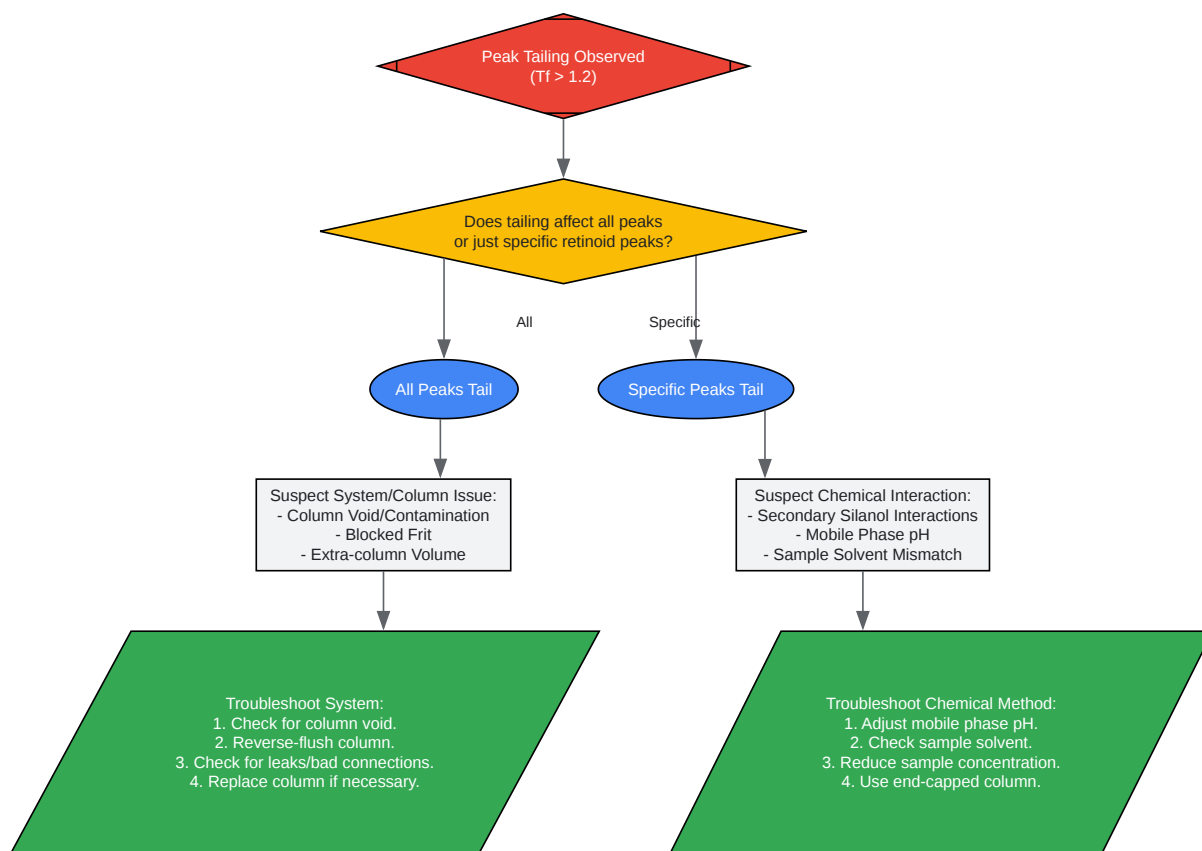 Peak Tailing Observed
(Tf > 1.2)
Does tailing affect all peaks
or just specific retinoid peaks?
All
Specific
All Peaks Tail
Specific Peaks Tail
Suspect System/Column Issue:
- Column Void/Contamination
- Blocked Frit
- Extra-column Volume
Suspect Chemical Interaction:
- Secondary Silanol Interactions
- Mobile Phase pH
- Sample Solvent Mismatch
Troubleshoot System:
1. Check for column void.
2. Reverse-flush column.
3. Check for leaks/bad connections.
4. Replace column if necessary.
Troubleshoot Chemical Method:
1. Adjust mobile phase pH.
2. Check sample solvent.
3. Reduce sample concentration.
4. Use end-capped column.